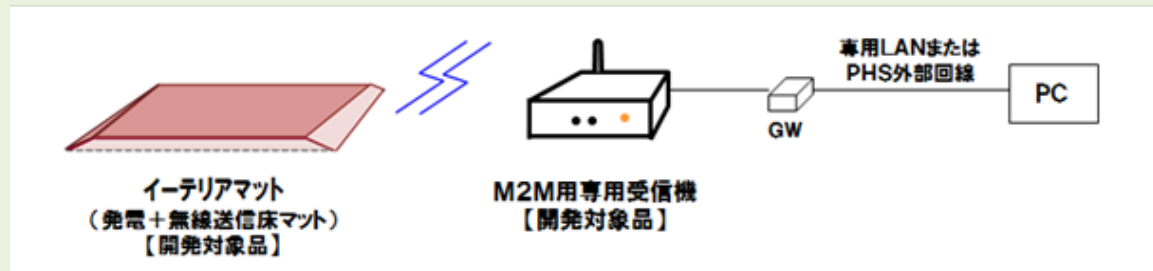 専用LANまたは
PHS外部回線
PC
GW
イーテリアマット
（発電＋無線送信床マット）
【開発対象品】
M2M用専用受信機
【開発対象品】